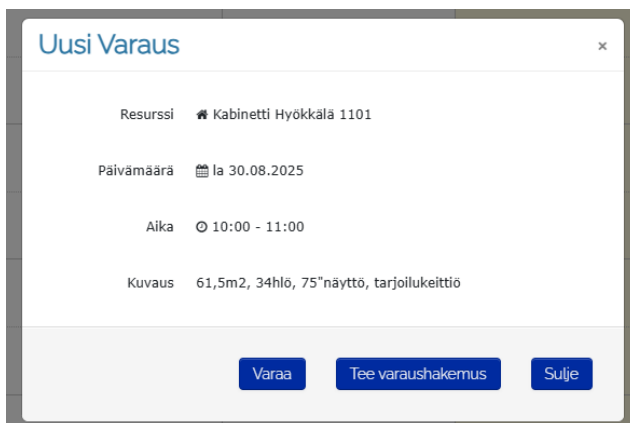 Uusi Varaus ×
Resurssi Kabinetti Hyökkälä 1101
Päivämäärä la 30.08.2025
Aika 10:00 - 11:00
Kuvaus 61,5m2, 34hlö, 75"näyttö, tarjoilukeittiö
Varaa Tee varaushakemus Sulje